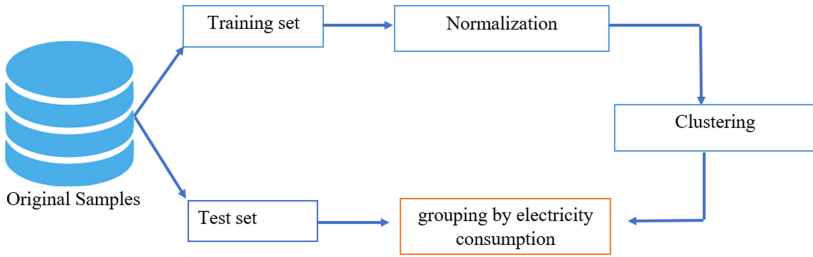 Training set
Normalization
Clustering
Original Samples
Test set
grouping by electricity
consumption